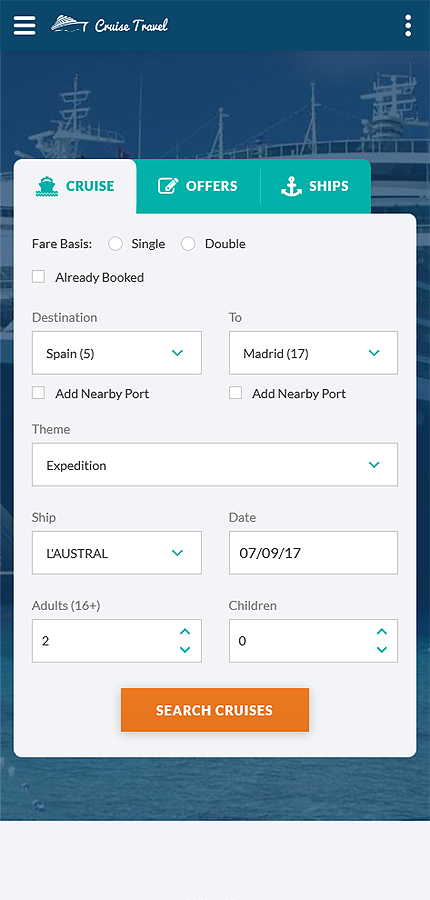 Cruise Travel
CRUISE OFFERS SHIPS
Fare Basis: Single Double
Already Booked
Destination To
Spain (5) Madrid (17)
Add Nearby Port Add Nearby Port
Theme
Expedition
Ship Date
L'AUSTRAL 07/09/17
Adults (16+) Children
2 0
SEARCH CRUISES